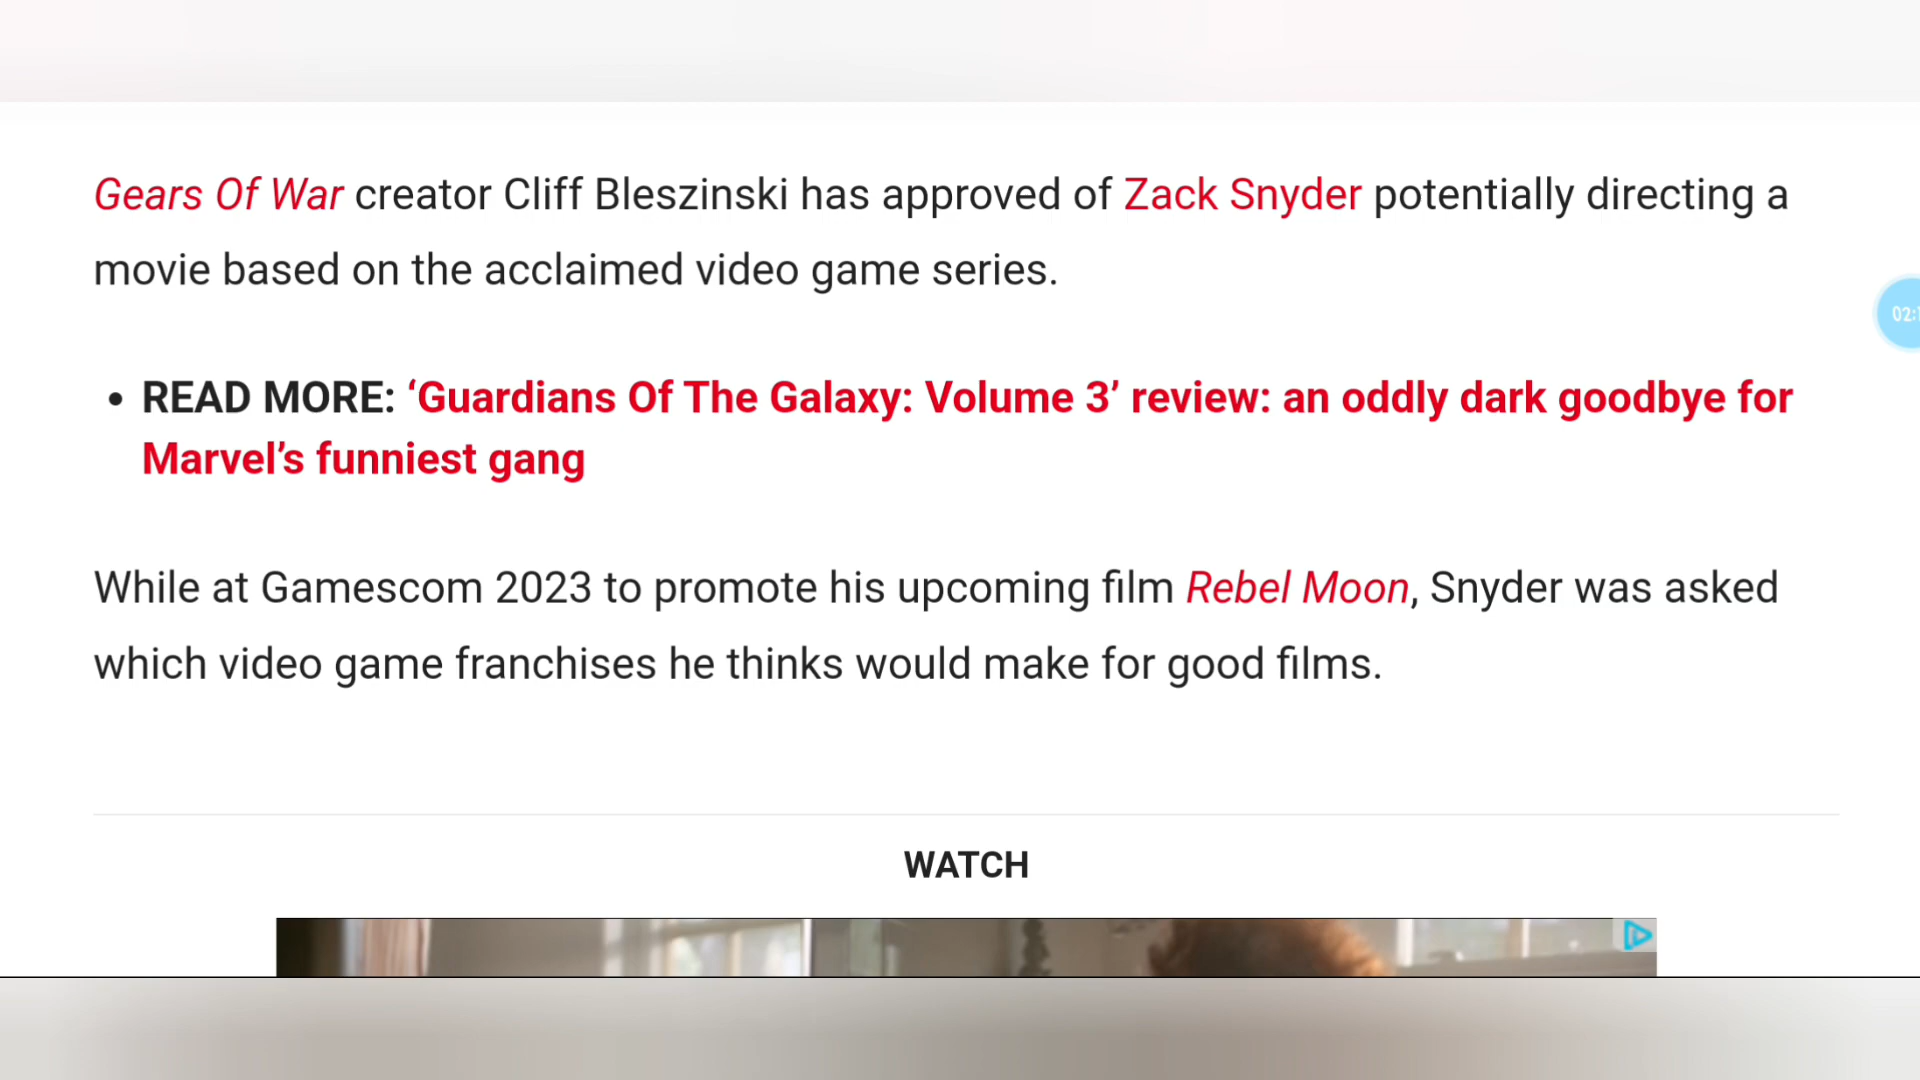 Gears Of War creator Cliff Bleszinski has approved of Zack Snyder potentially directing a
movie based on the acclaimed video game series.
• READ MORE: ‘Guardians Of The Galaxy: Volume 3’ review: an oddly dark goodbye for
Marvel’s funniest gang
While at Gamescom 2023 to promote his upcoming film Rebel Moon, Snyder was asked
which video game franchises he thinks would make for good films.
WATCH